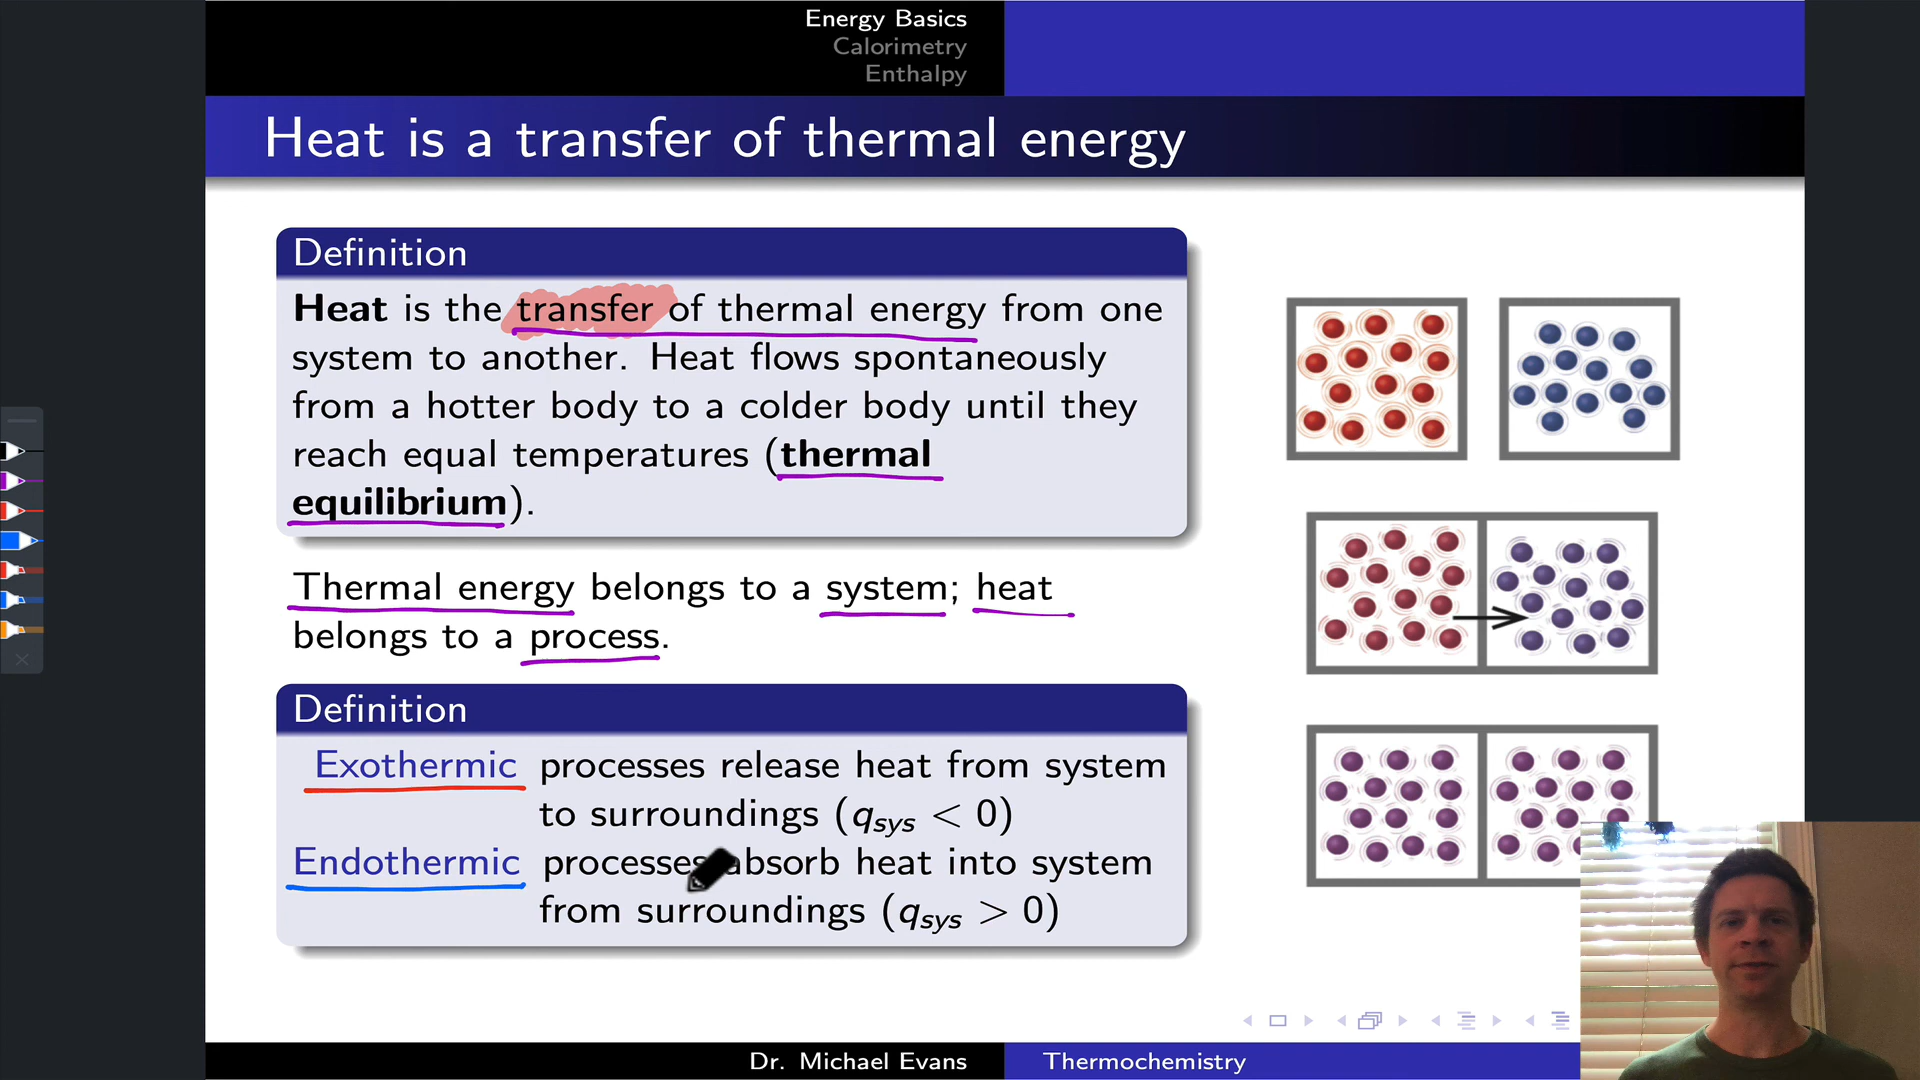 Energy Basics
Calorimetry
Enthalpy
Heat is a transfer of thermal energy
Definition
Heat is the transfer of thermal energy from one
system to another. Heat flows spontaneously
from a hotter body to a colder body until they
reach equal temperatures (thermal
equilibrium).
Thermal energy belongs to a system; heat
belongs to a process.
Definition
Exothermic processes release heat from system
to surroundings (qsys < 0)
Endothermic processes absorb heat into system
from surroundings (qsys > 0)
Dr. Michael Evans
Thermochemistry